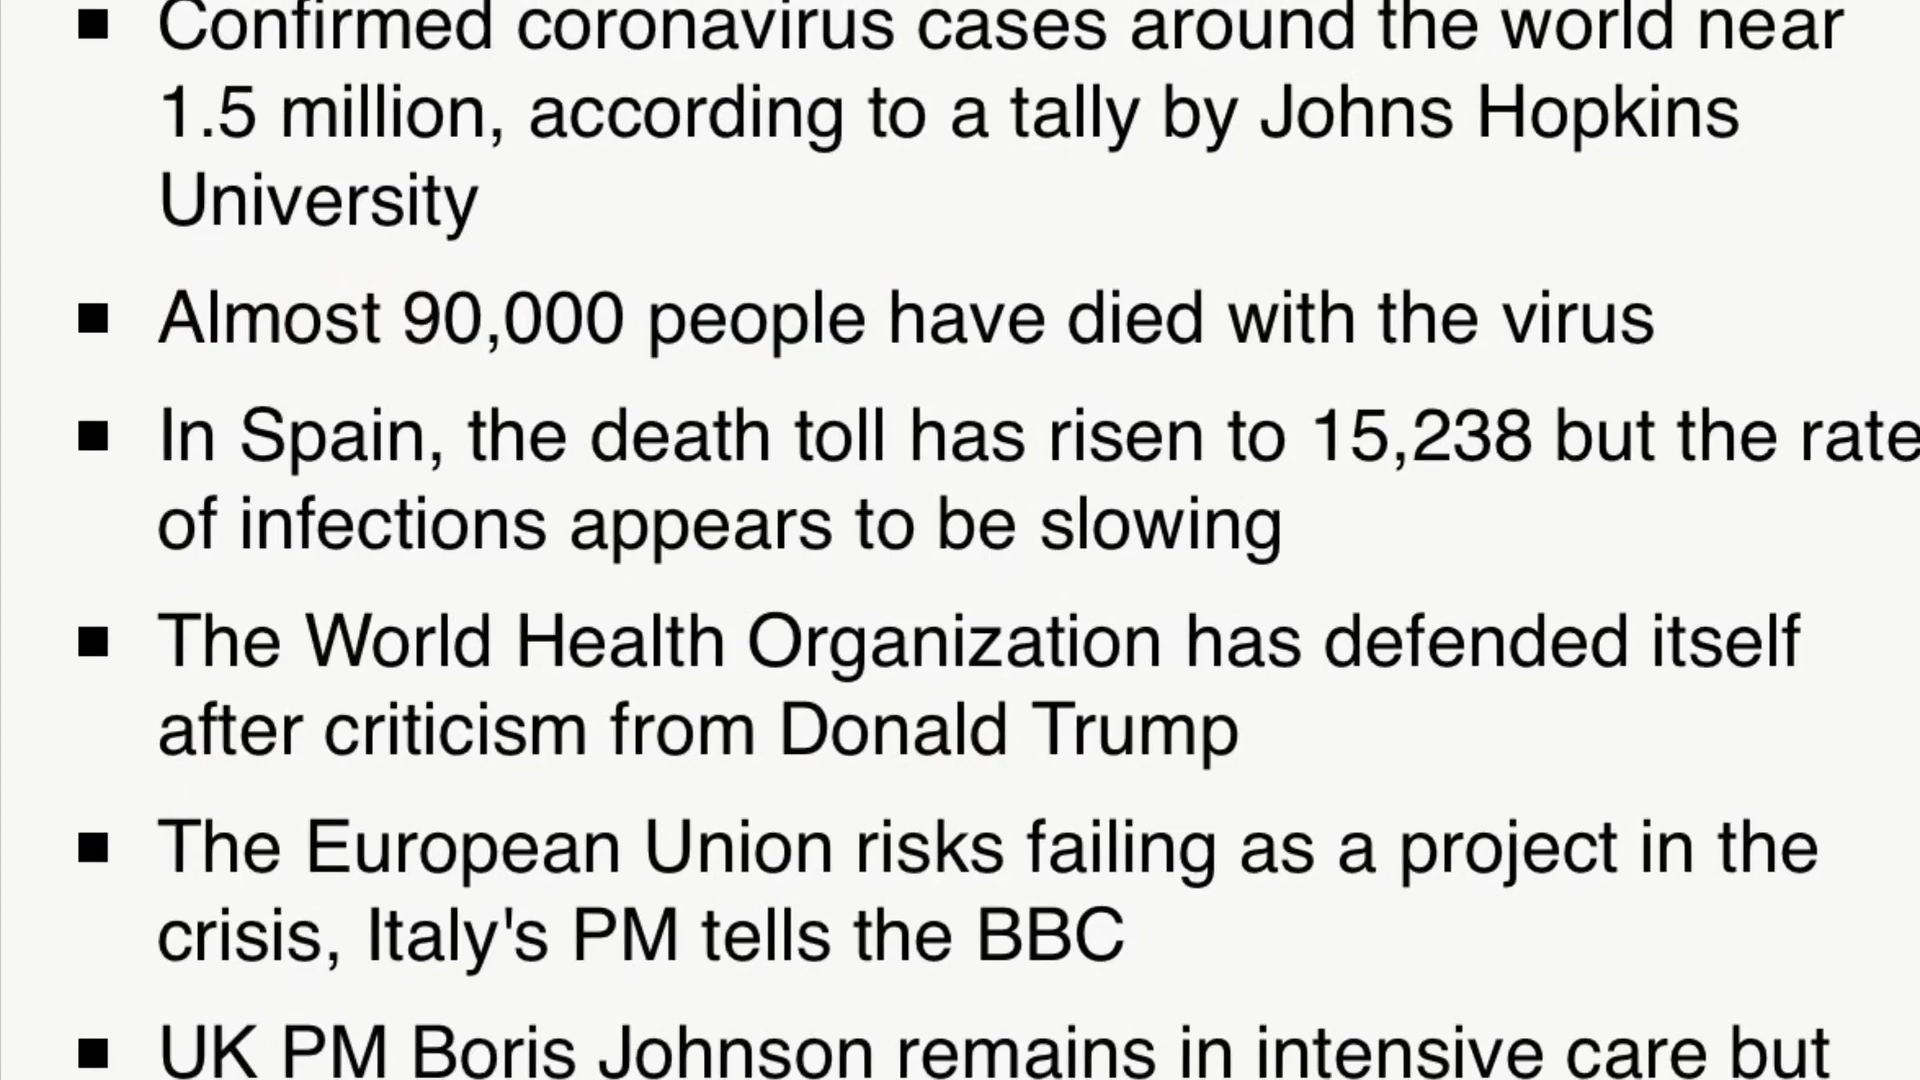 Confirmed coronavirus cases around the world near
1.5 million, according to a tally by Johns Hopkins
University
Almost 90,000 people have died with the virus
In Spain, the death toll has risen to 15,238 but the rate
of infections appears to be slowing
The World Health Organization has defended itself
after criticism from Donald Trump
The European Union risks failing as a project in the
crisis, Italy's PM tells the BBC
UK PM Boris Johnson remains in intensive care but